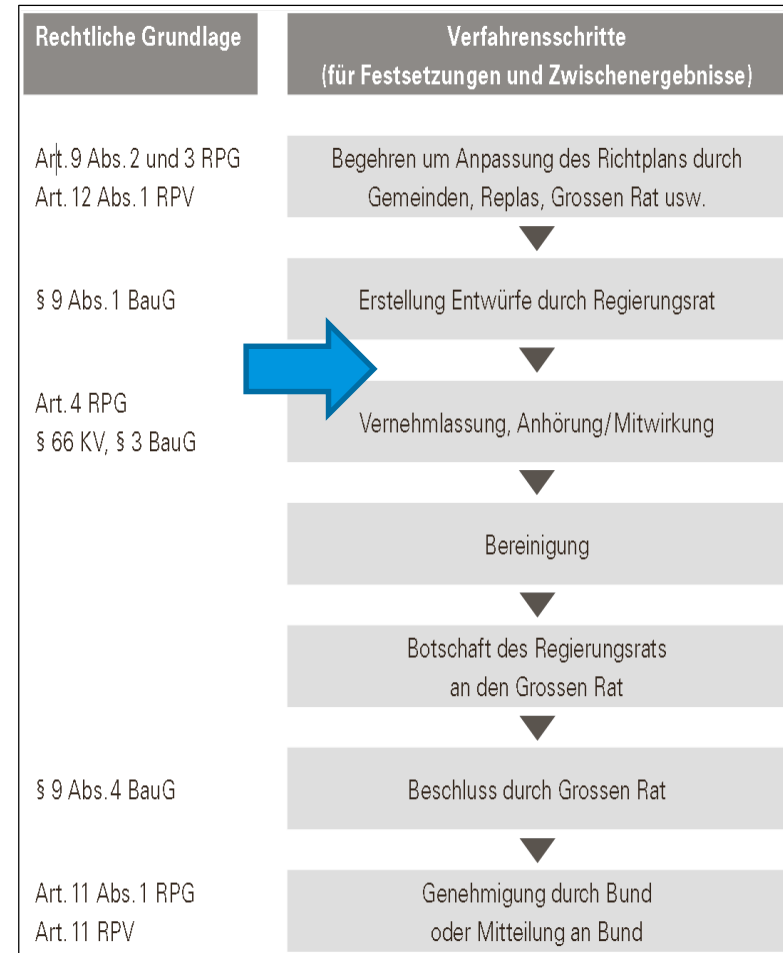 Rechtliche Grundlage
Verfahrensschritte
(für Festsetzungen und Zwischenergebnisse)
Art. 9 Abs. 2 und 3 RPG
Art. 12 Abs. 1 RPV
Begehren um Anpassung des Richtplans durch
Gemeinden, Replas, Grossen Rat usw.
§ 9 Abs. 1 BauG
Erstellung Entwürfe durch Regierungsrat
Art. 4 RPG
§ 66 KV, § 3 BauG
Vernehmlassung, Anhörung/Mitwirkung
Bereinigung
Botschaft des Regierungsrats
an den Grossen Rat
§ 9 Abs. 4 BauG
Beschluss durch Grossen Rat
Art. 11 Abs. 1 RPG
Art. 11 RPV
Genehmigung durch Bund
oder Mitteilung an Bund